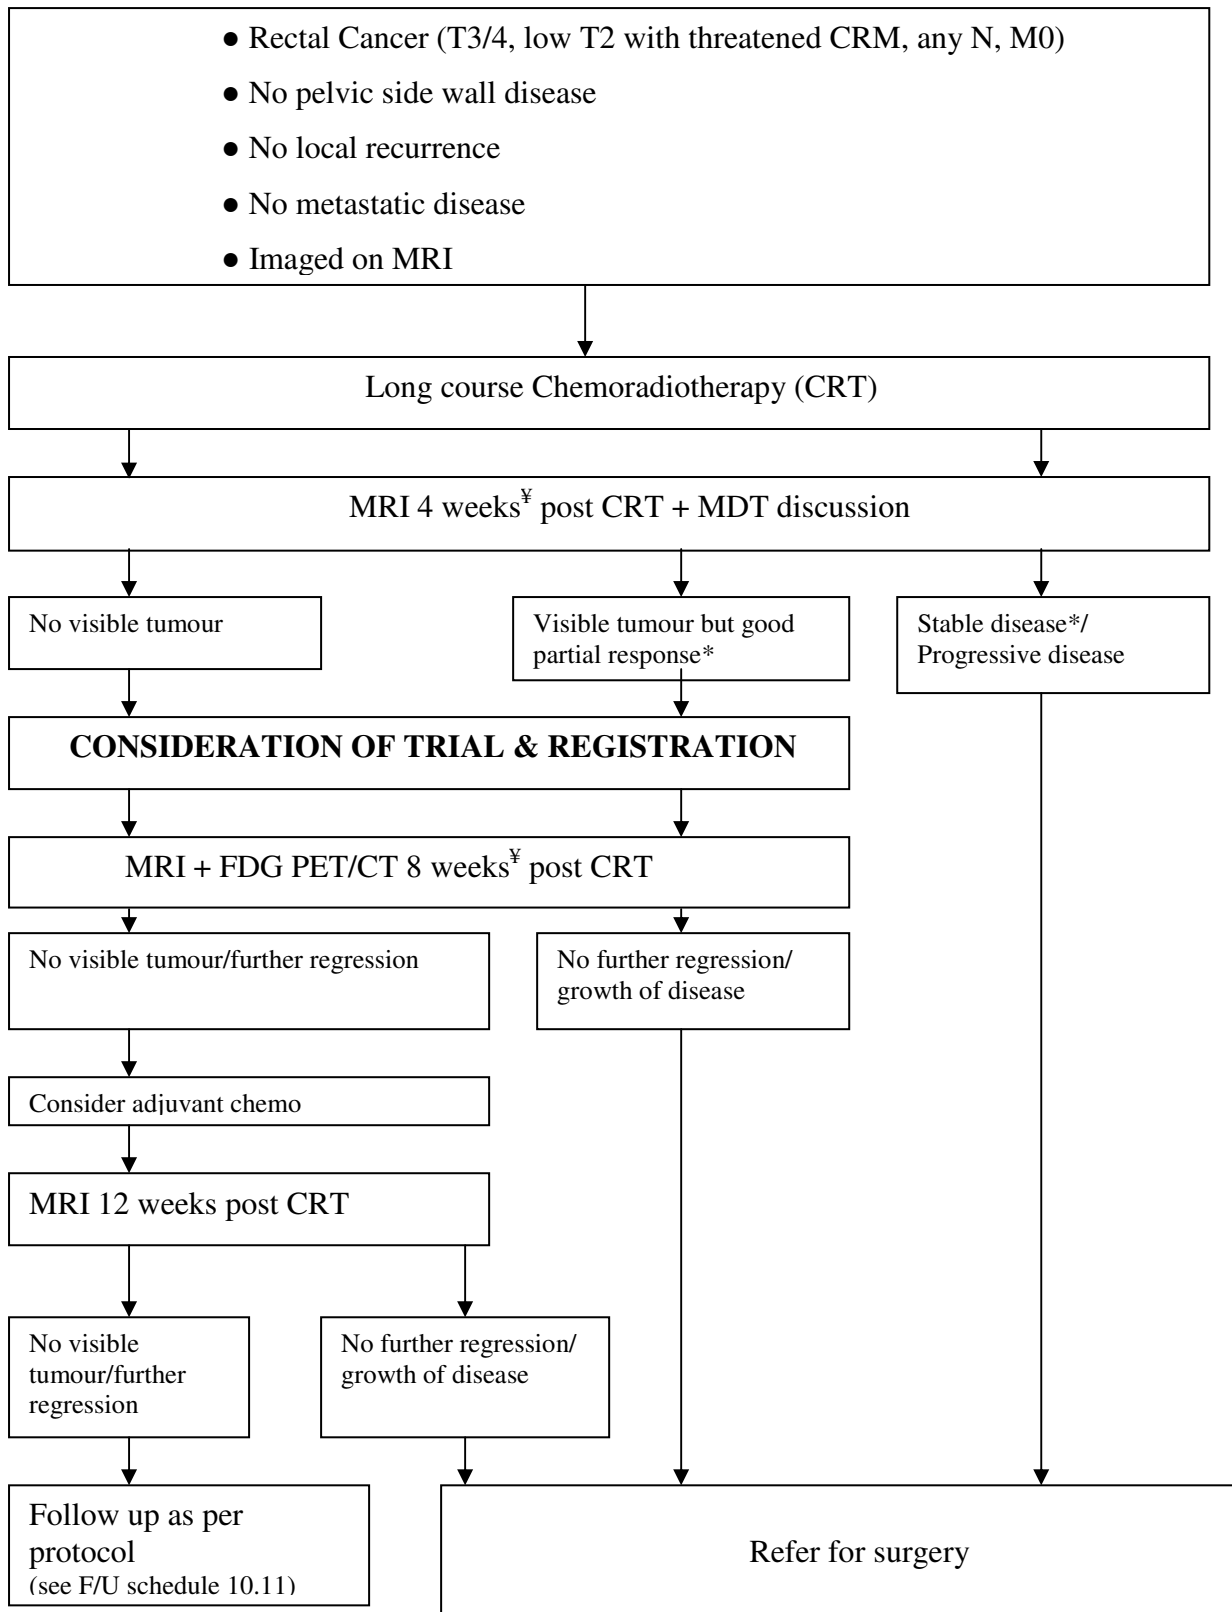 ● Rectal Cancer (T3/4, low T2 with threatened CRM, any N, M0)
● No pelvic side wall disease
● No local recurrence
● No metastatic disease
● Imaged on MRI
Long course Chemoradiotherapy (CRT)
MRI 4 weeks¥ post CRT + MDT discussion
No visible tumour
Visible tumour but good
partial response*
Stable disease*/
Progressive disease
CONSIDERATION OF TRIAL & REGISTRATION
MRI + FDG PET/CT 8 weeks¥ post CRT
No visible tumour/further regression
No further regression/
growth of disease
Consider adjuvant chemo
MRI 12 weeks post CRT
No visible
tumour/further
regression
No further regression/
growth of disease
Follow up as per
protocol
(see F/U schedule 10.11)
Refer for surgery